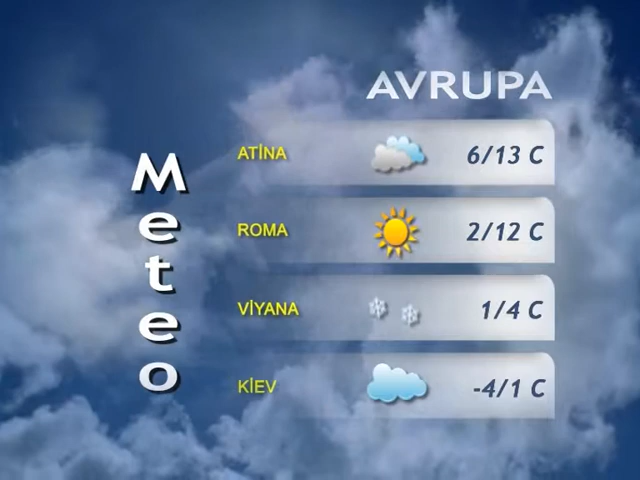 AVRUPA
Meteo
ATİNA 6/13 C
ROMA 2/12 C
VİYANA 1/4 C
KİEV -4/1 C